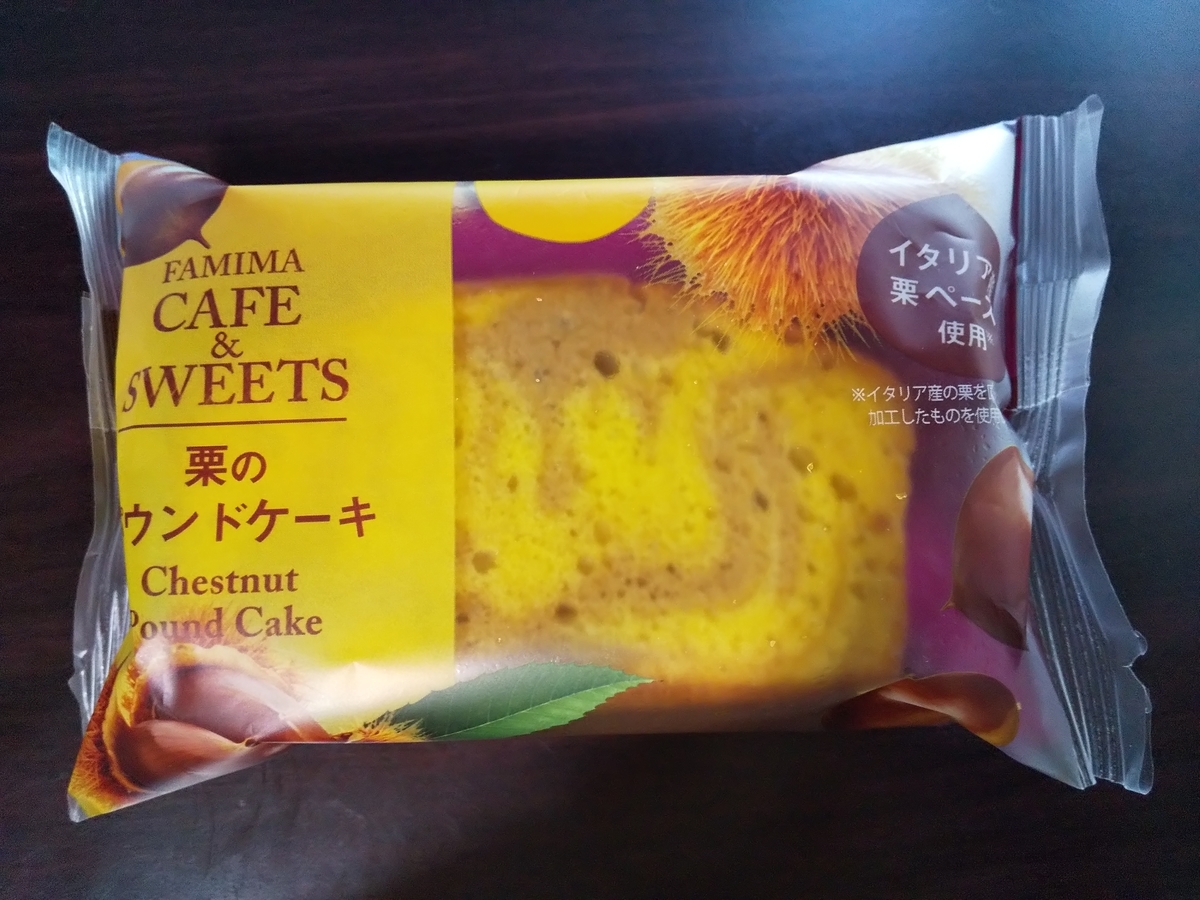 FAMIMA
CAFE
&
SWEETS
栗の
ウンドケーキ
Chestnut
Pound Cake
イタリア産
栗ペース
使用※
※イタリア産の栗を
加工したものを使用